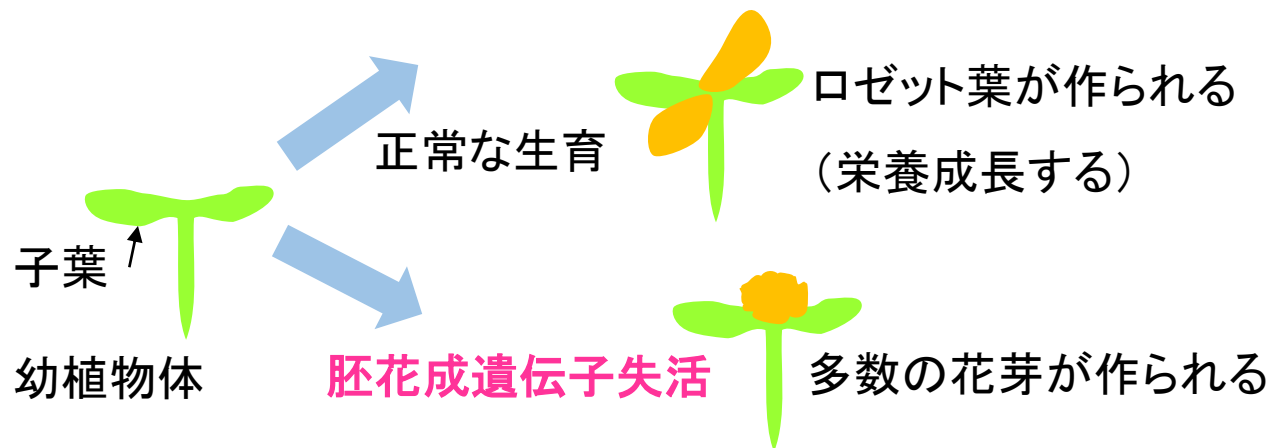 ロゼット葉が作られる
正常な生育
（栄養成長する）
子葉
幼植物体
胚花成遺伝子失活
多数の花芽が作られる